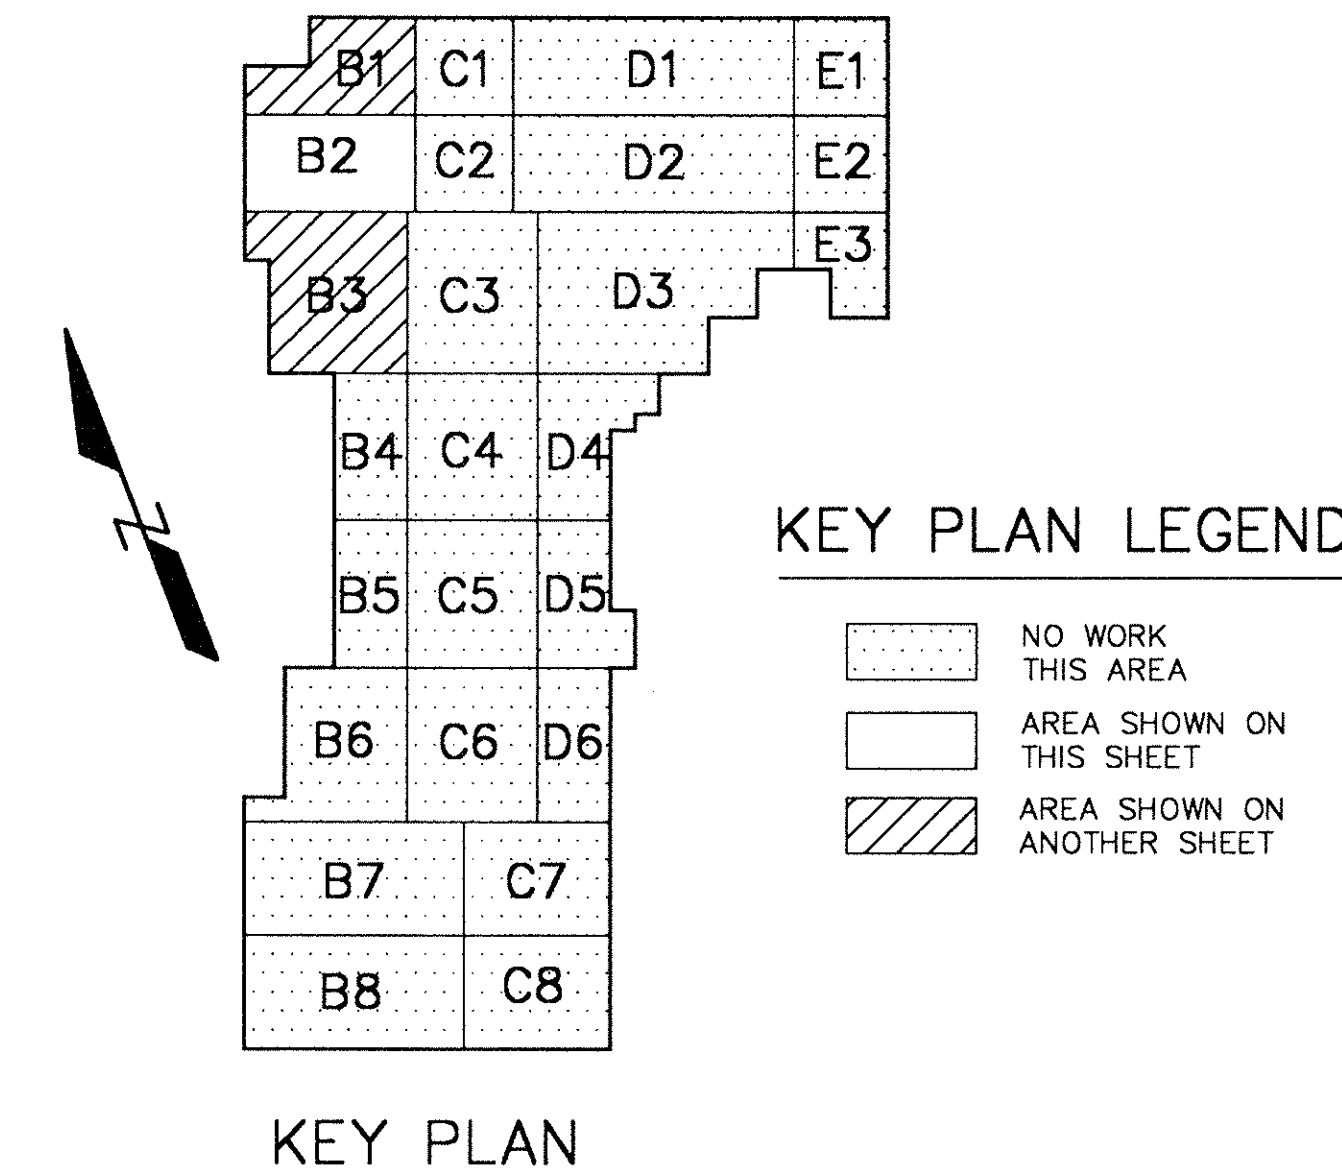 B1 C1 D1 E1
B2 C2 D2 E2
E3
B3 C3 D3
B4 C4 D4
B5 C5 D5
B6 C6 D6
B7 C7
B8 C8
N
KEY PLAN LEGEND
NO WORK
THIS AREA
AREA SHOWN ON
THIS SHEET
AREA SHOWN ON
ANOTHER SHEET
KEY PLAN